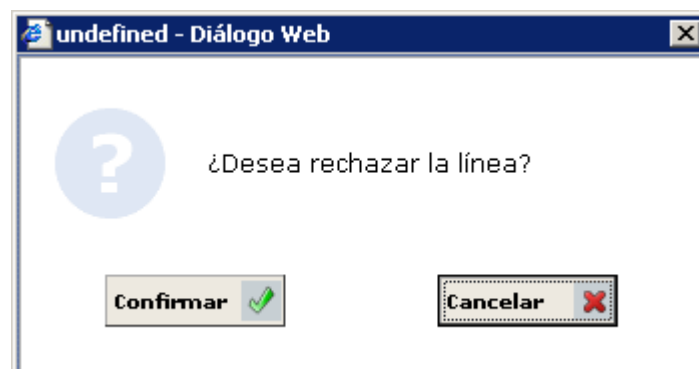 undefined - Diálogo Web
¿Desea rechazar la línea?
Confirmar
Cancelar